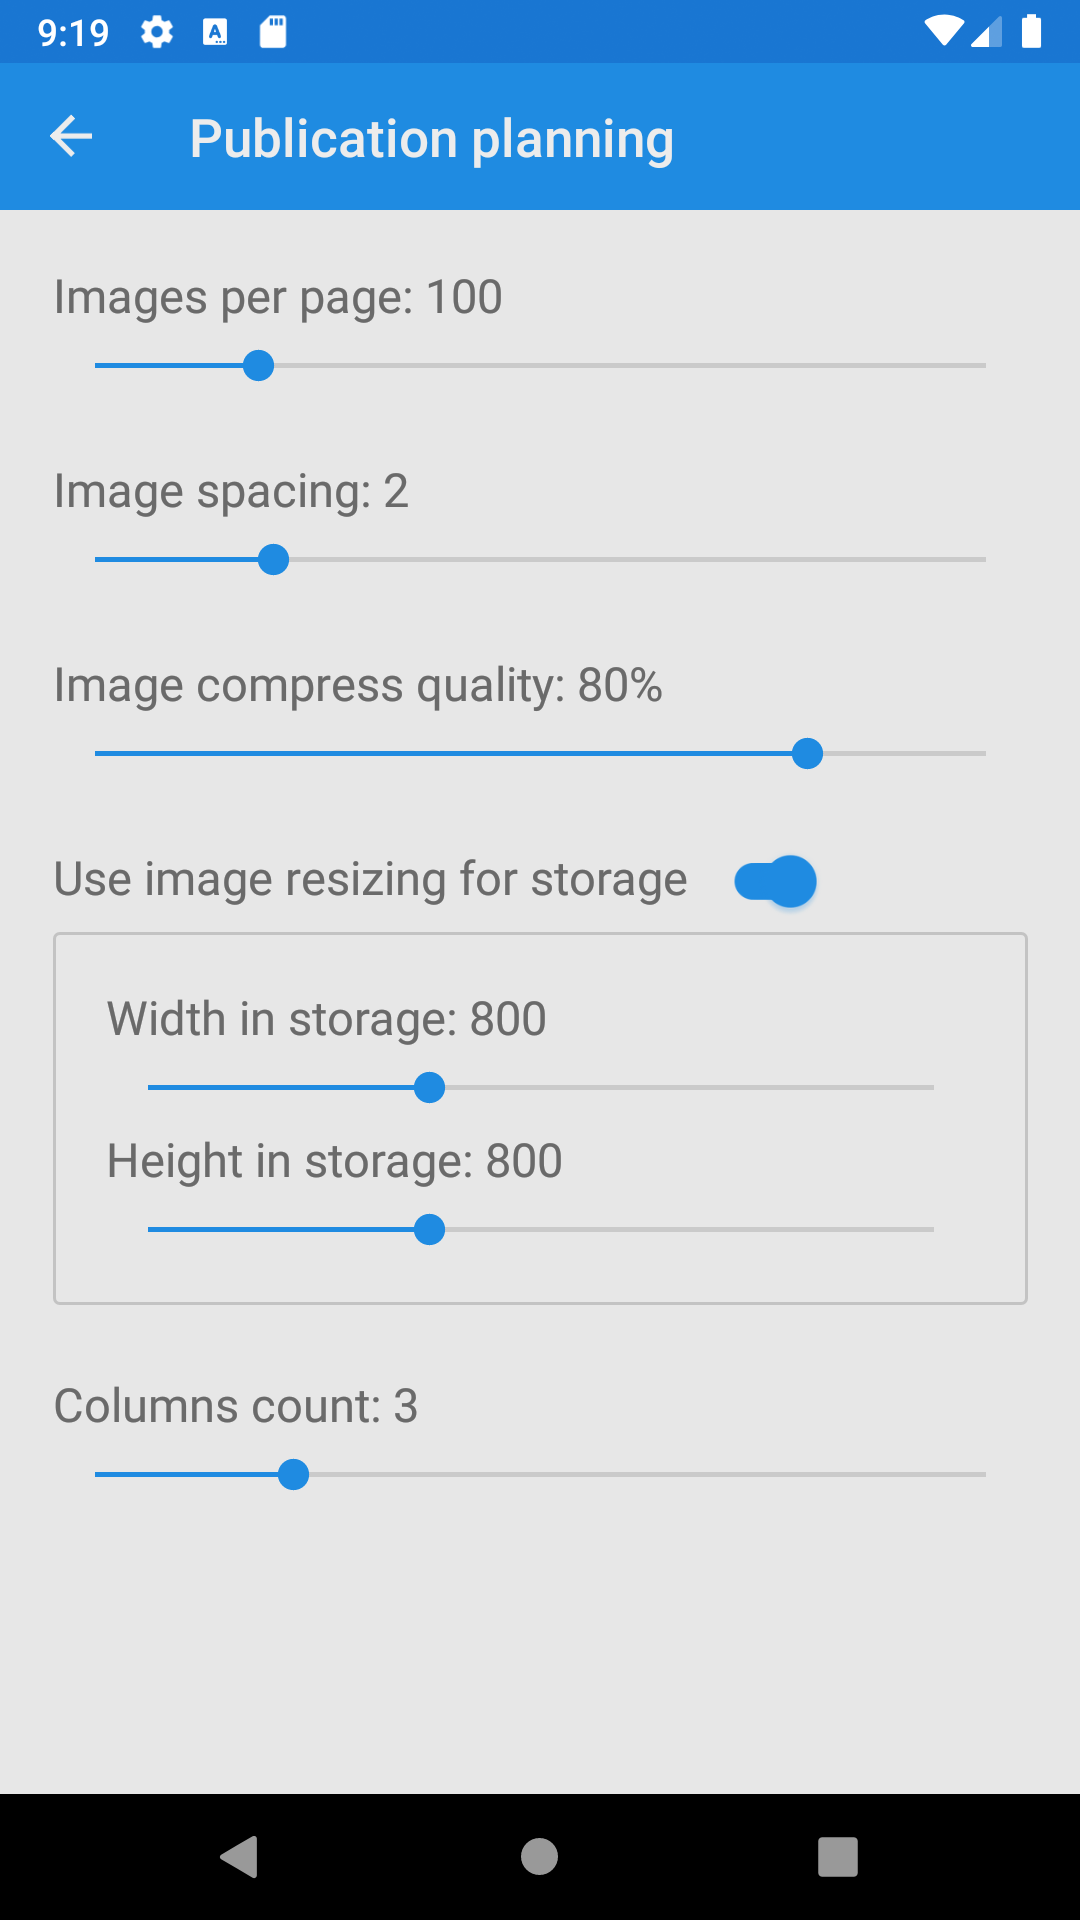 9:19
Publication planning
Images per page: 100
Image spacing: 2
Image compress quality: 80%
Use image resizing for storage
Width in storage: 800
Height in storage: 800
Columns count: 3